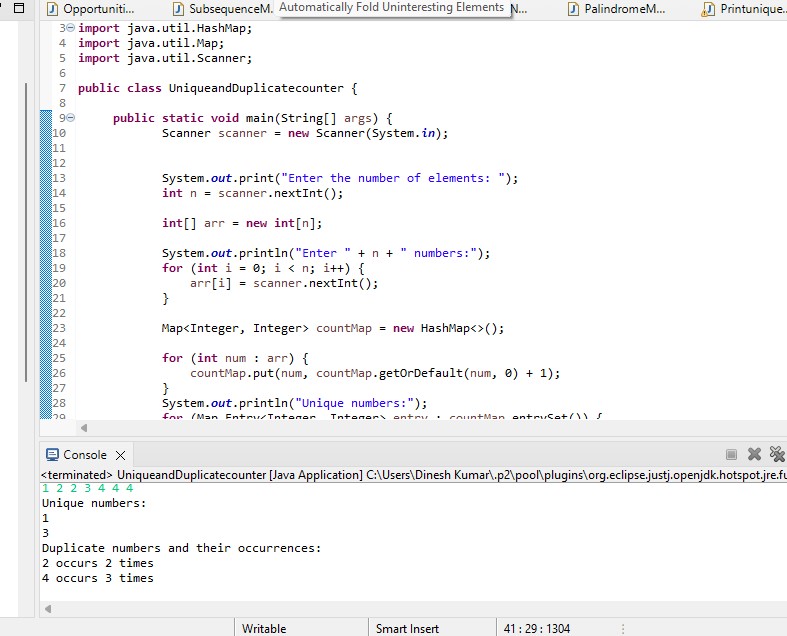 Opportuniti...
SubsequenceM.
Automatically Fold Uninteresting Elements
N...
PalindromeM...
Printunique.
3 import java.util.HashMap;
4 import java.util.Map;
5 import java.util.Scanner;
6
7 public class UniqueandDuplicatecounter {
8
9 public static void main(String[] args) {
10 Scanner scanner = new Scanner(System.in);
11
12
13 System.out.print("Enter the number of elements: ");
14 int n = scanner.nextInt();
15
16 int[] arr = new int[n];
17
18 System.out.println("Enter " + n + " numbers:");
19 for (int i = 0; i < n; i++) {
20 arr[i] = scanner.nextInt();
21 }
22
23 Map<Integer, Integer> countMap = new HashMap<>();
24
25 for (int num : arr) {
26 countMap.put(num, countMap.getOrDefault(num, 0) + 1);
27 }
28 System.out.println("Unique numbers:");
29 for (Map.Entry<Integer, Integer> entry : countMap.entrySet()) {
Console
<terminated> UniqueandDuplicatecounter [Java Application] C:\Users\Dinesh Kumar\.p2\pool\plugins\org.eclipse.justj.openjdk.hotspot.jre.fu
1 2 2 3 4 4 4
Unique numbers:
1
3
Duplicate numbers and their occurrences:
2 occurs 2 times
4 occurs 3 times
Writable
Smart Insert
41 : 29 : 1304